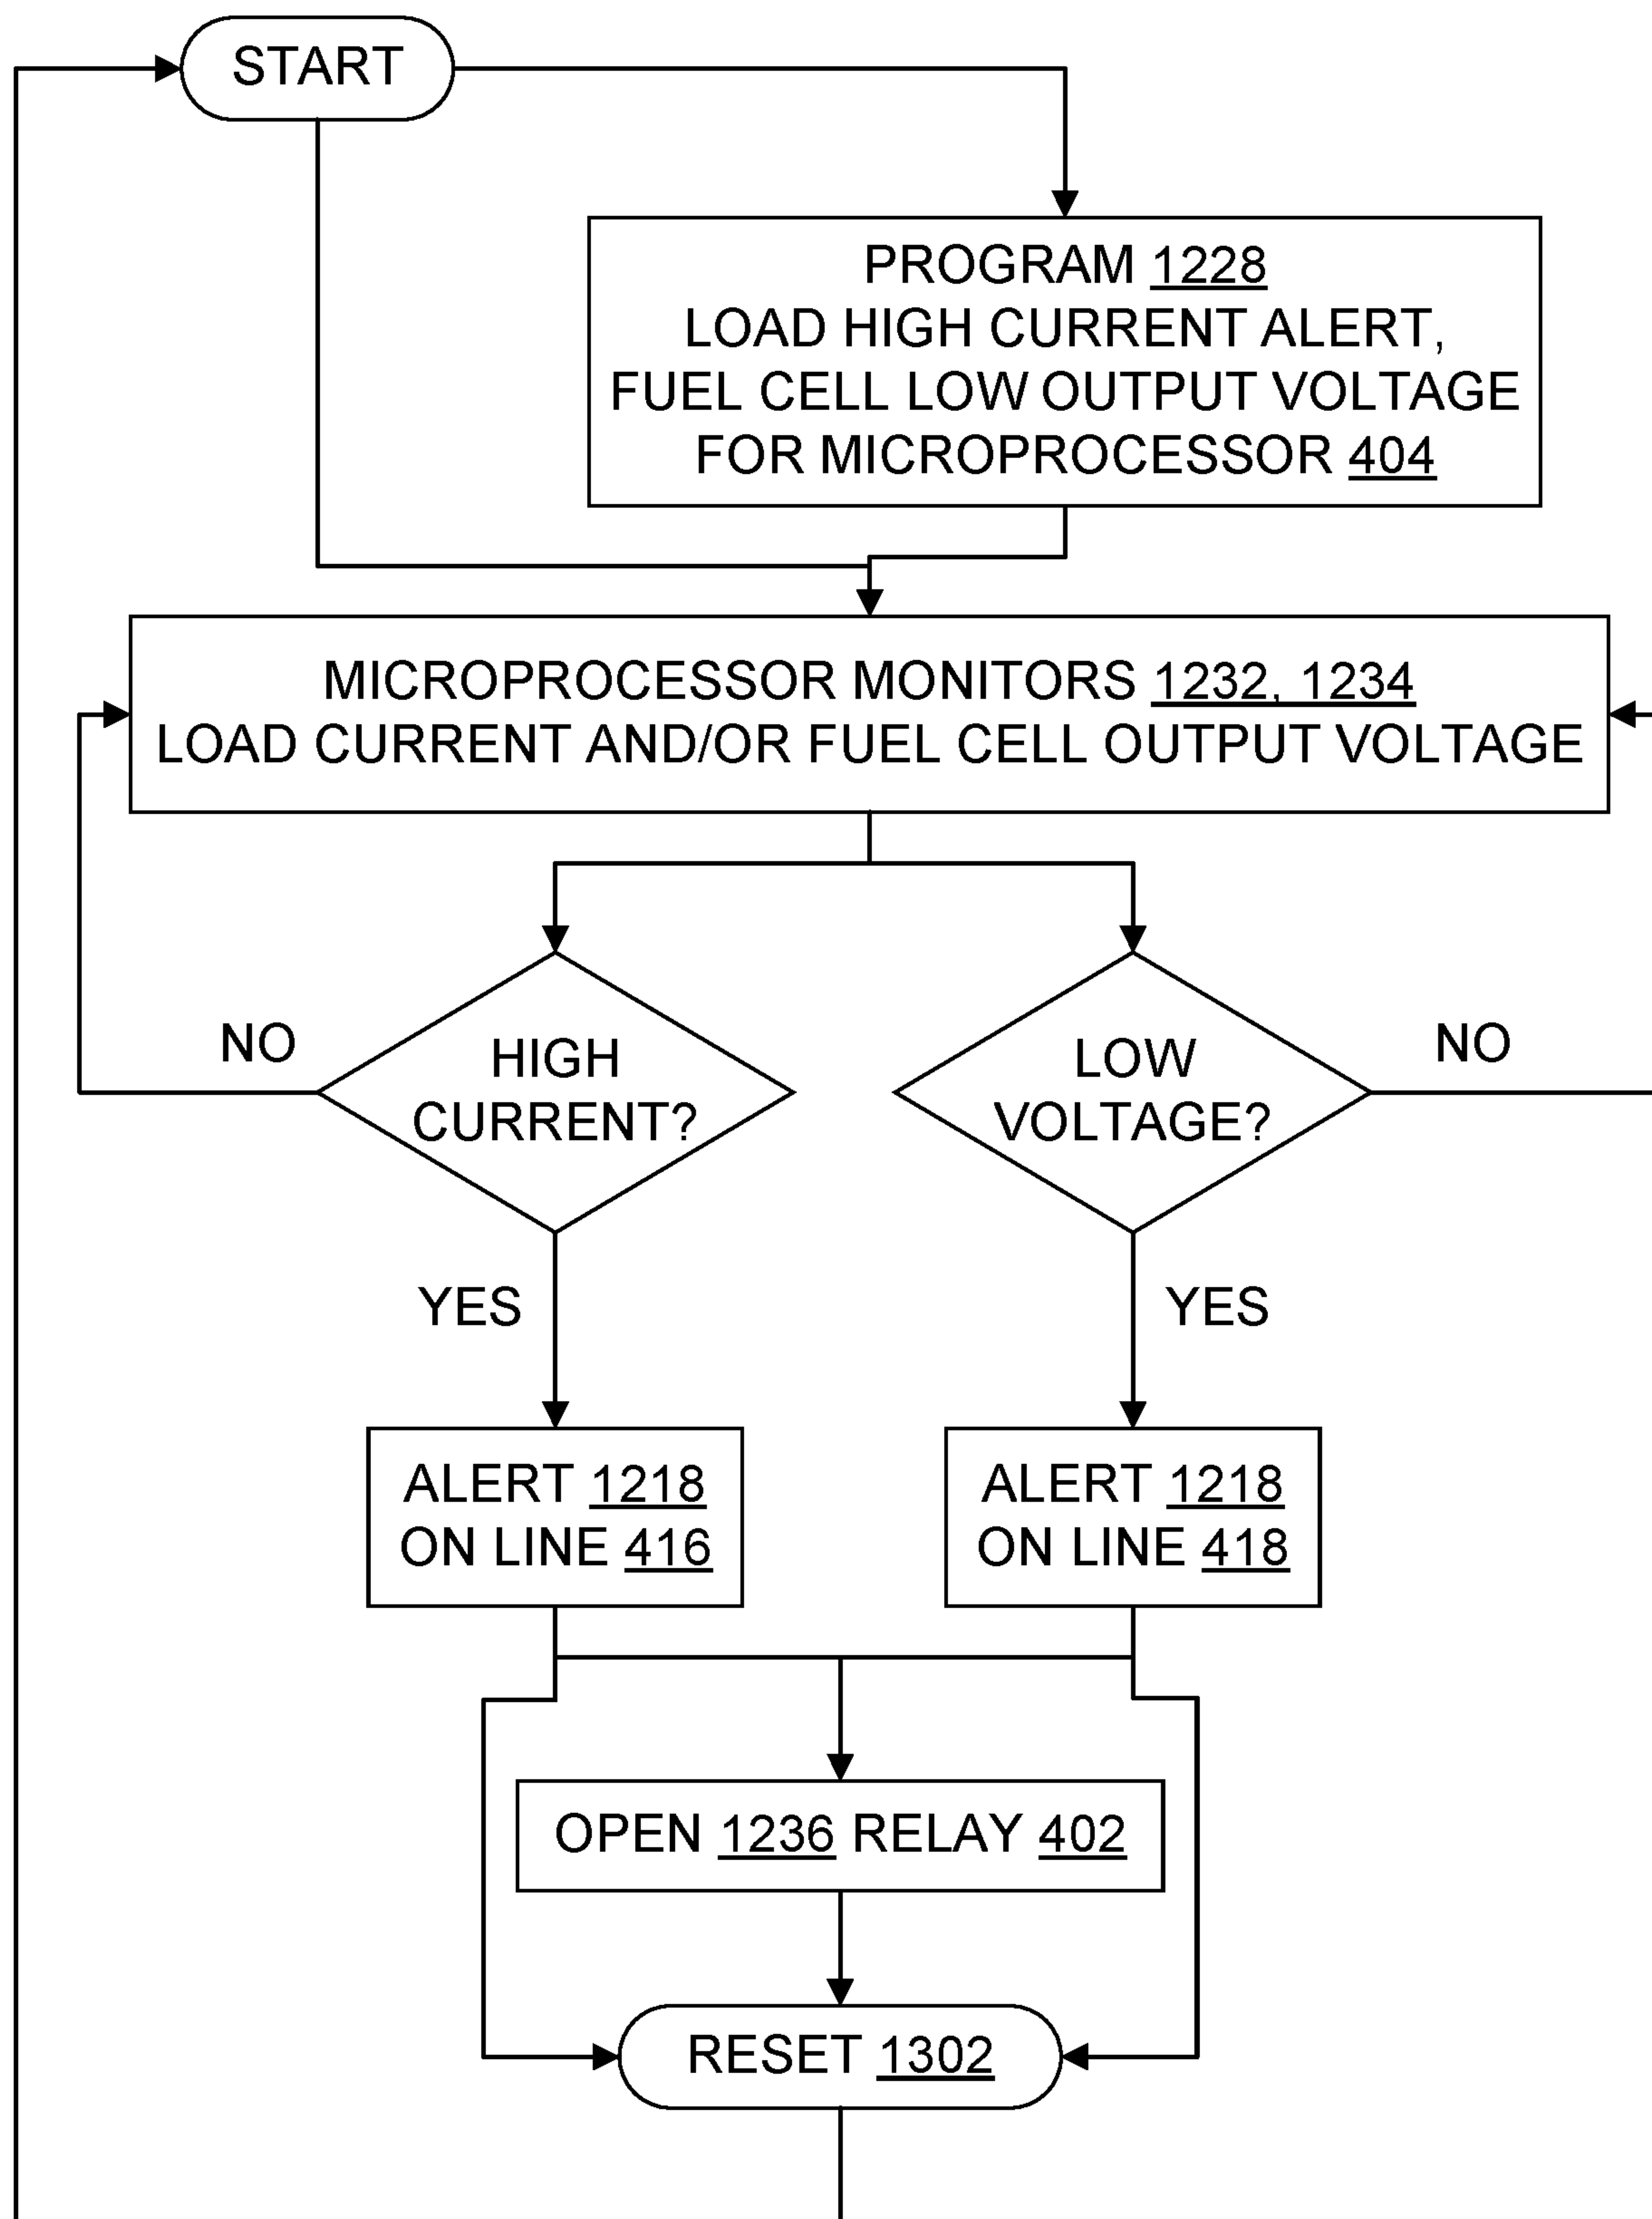 START
PROGRAM 1228
LOAD HIGH CURRENT ALERT,
FUEL CELL LOW OUTPUT VOLTAGE
FOR MICROPROCESSOR 404
MICROPROCESSOR MONITORS 1232, 1234
LOAD CURRENT AND/OR FUEL CELL OUTPUT VOLTAGE
NO
HIGH
CURRENT?
LOW
VOLTAGE?
NO
YES
YES
ALERT 1218
ON LINE 416
ALERT 1218
ON LINE 418
OPEN 1236 RELAY 402
RESET 1302